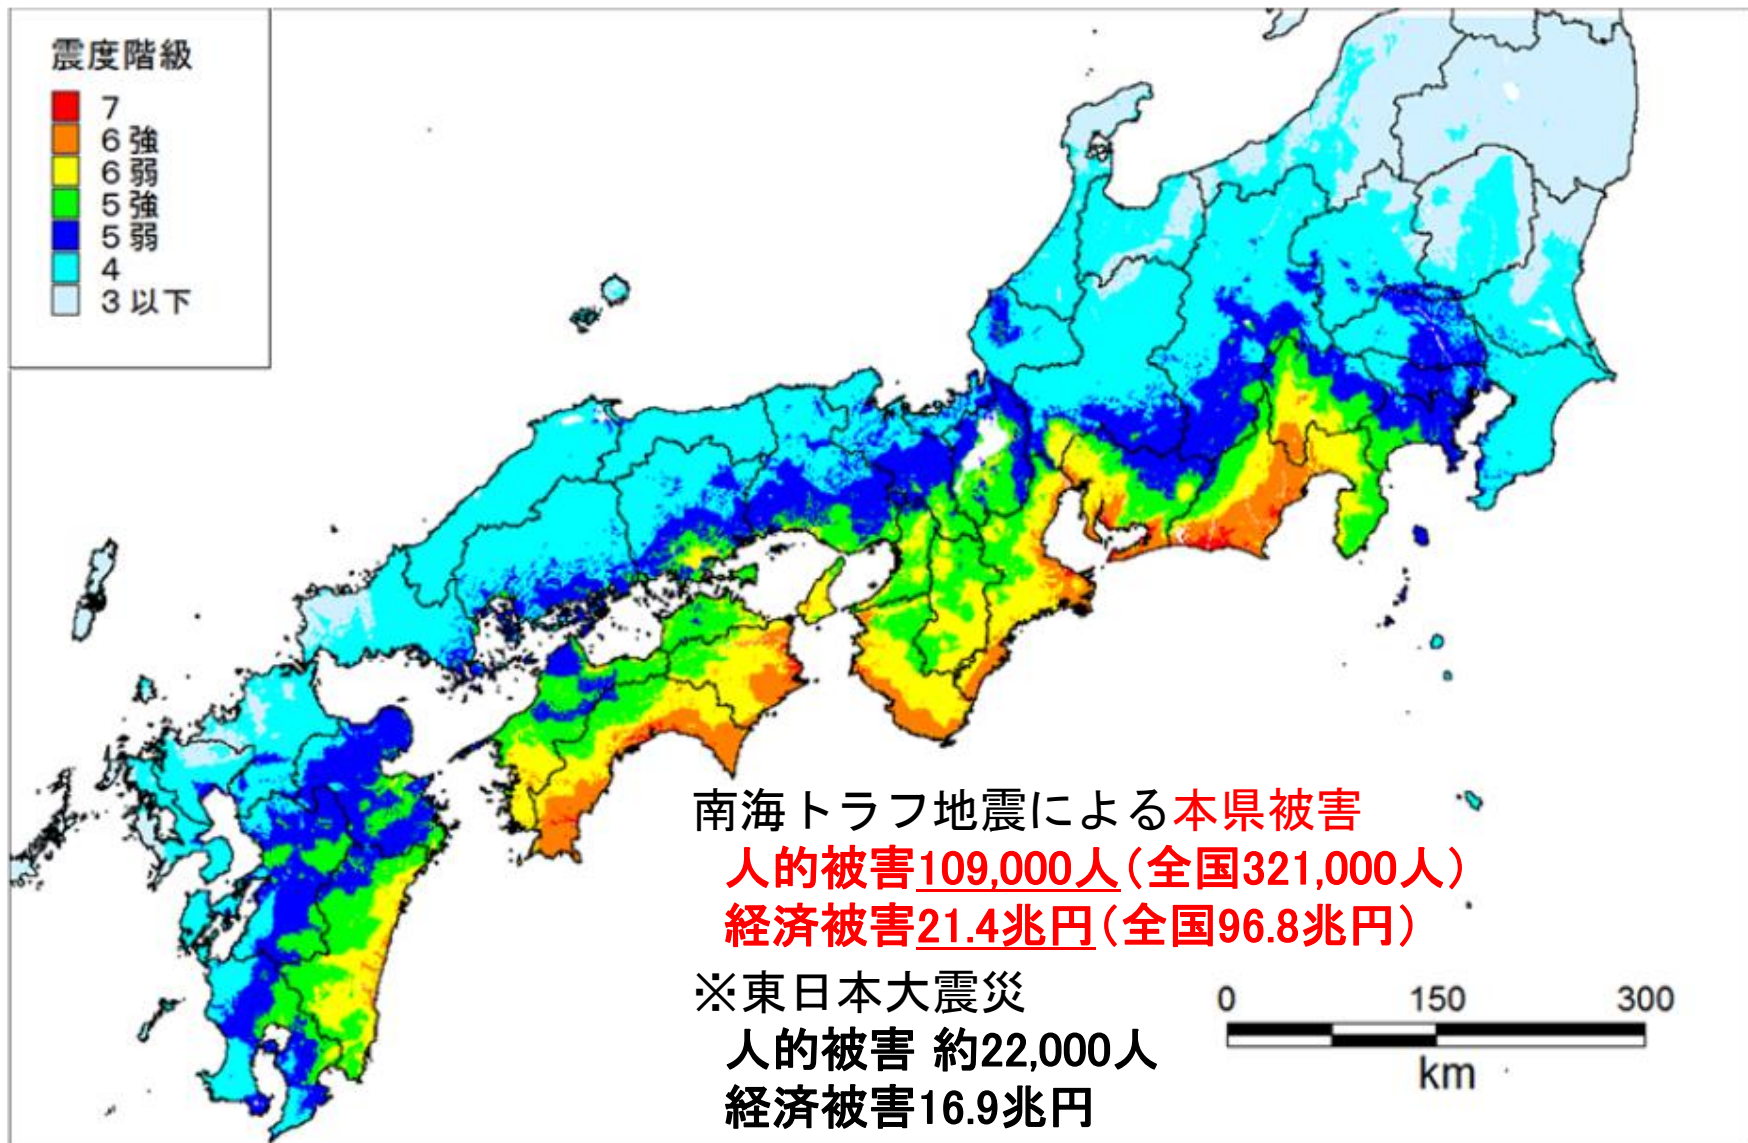 震度階級
7
6強
6弱
5強
5弱
4
3以下
南海トラフ地震による本県被害
人的被害109,000人(全国321,000人)
経済被害21.4兆円(全国96.8兆円)
※東日本大震災
人的被害 約22,000人
経済被害16.9兆円
0 150 300
km